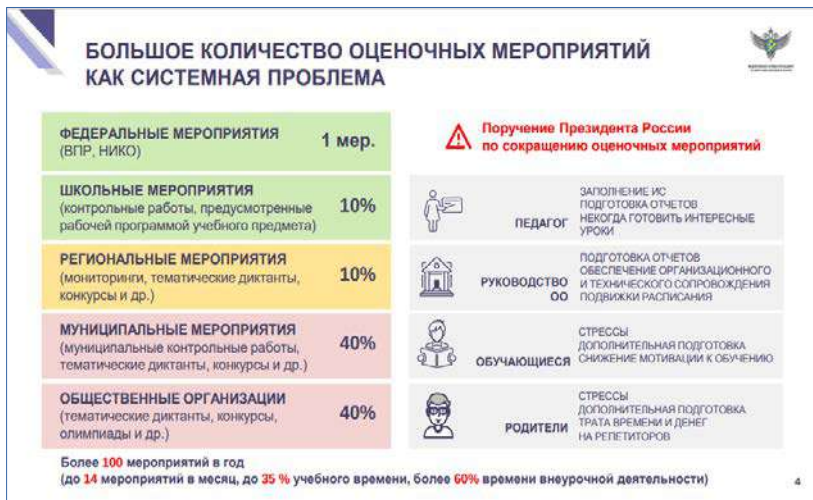 БОЛЬШОЕ КОЛИЧЕСТВО ОЦЕНОЧНЫХ МЕРОПРИЯТИЙ
КАК СИСТЕМНАЯ ПРОБЛЕМА
ФЕДЕРАЛЬНЫЕ МЕРОПРИЯТИЯ
(ВПР, НИКО)
1 мер.
ШКОЛЬНЫЕ МЕРОПРИЯТИЯ
(контрольные работы, предусмотренные
рабочей программой учебного предмета)
10%
РЕГИОНАЛЬНЫЕ МЕРОПРИЯТИЯ
(мониторинги, тематические диктанты,
конкурсы и др.)
10%
МУНИЦИПАЛЬНЫЕ МЕРОПРИЯТИЯ
(муниципальные контрольные работы,
тематические диктанты, конкурсы и др.)
40%
ОБЩЕСТВЕННЫЕ ОРГАНИЗАЦИИ
(тематические диктанты, конкурсы,
олимпиады и др.)
40%
Поручение Президента России
по сокращению оценочных мероприятий
ПЕДАГОГ
ЗАПОЛНЕНИЕ ИС
ПОДГОТОВКА ОТЧЕТОВ
НЕКОГДА ГОТОВИТЬ ИНТЕРЕСНЫЕ
УРОКИ
РУКОВОДСТВО
ОО
ПОДГОТОВКА ОТЧЕТОВ
ОБЕСПЕЧЕНИЕ ОРГАНИЗАЦИОННОГО
И ТЕХНИЧЕСКОГО СОПРОВОЖДЕНИЯ
ПОДВИЖКИ РАСПИСАНИЯ
ОБУЧАЮЩИЕСЯ
СТРЕССЫ
ДОПОЛНИТЕЛЬНАЯ ПОДГОТОВКА
СНИЖЕНИЕ МОТИВАЦИИ К ОБУЧЕНИЮ
РОДИТЕЛИ
СТРЕССЫ
ДОПОЛНИТЕЛЬНАЯ ПОДГОТОВКА
ТРАТА ВРЕМЕНИ И ДЕНЕГ
НА РЕПЕТИТОРОВ
Более 100 мероприятий в год
(до 14 мероприятий в месяц, до 35 % учебного времени, более 60% времени внеурочной деятельности)
4